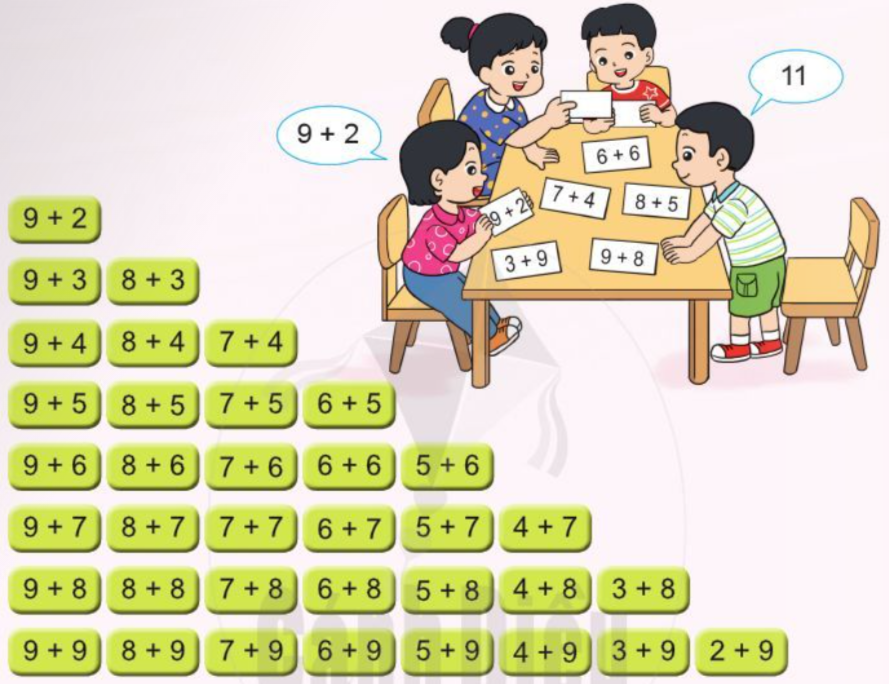 11
9 + 2
6 + 6
7 + 4
8 + 5
9 + 2
3 + 9
9 + 8
9 + 2
9 + 3 8 + 3
9 + 4 8 + 4 7 + 4
9 + 5 8 + 5 7 + 5 6 + 5
9 + 6 8 + 6 7 + 6 6 + 6 5 + 6
9 + 7 8 + 7 7 + 7 6 + 7 5 + 7 4 + 7
9 + 8 8 + 8 7 + 8 6 + 8 5 + 8 4 + 8 3 + 8
9 + 9 8 + 9 7 + 9 6 + 9 5 + 9 4 + 9 3 + 9 2 + 9
Cánh Diều